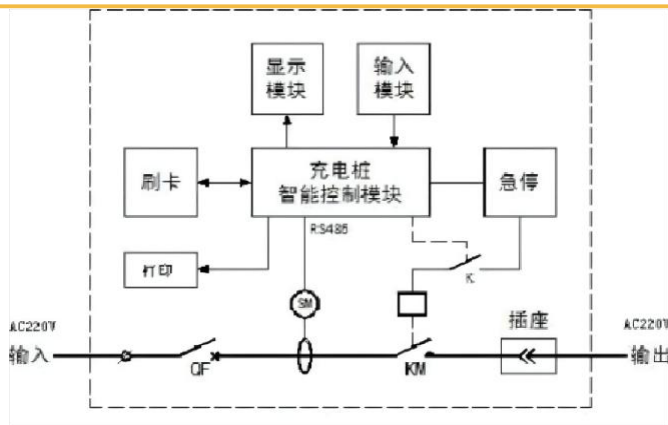 显示
模块
输入
模块
刷卡
充电桩
智能控制模块
急停
RS485
打印
K
SM
AC220V
输入
QF
KM
插座
AC220V
输出